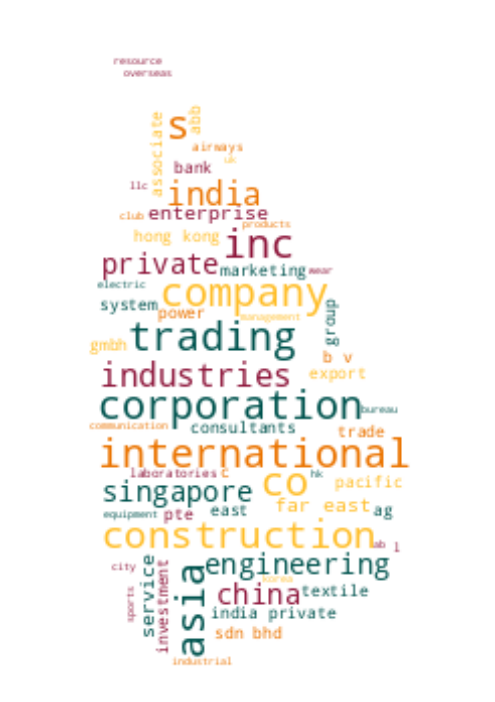 resource
overseas
associate
s
abb
airways
uk
bank
llc
india
club
enterprise
products
hong kong
inc
private
marketing
wear
electric
company
system
power
management
group
trading
gmbh
b v
industries
export
corporation
bureau
communication
consultants
trade
international
laboratories
c
co
hk
pacific
singapore
far east
equipment
pte
east
ag
construction
ab
l
city
service
investment
asia
engineering
korea
sports
china
textile
india private
sdn bhd
industrial